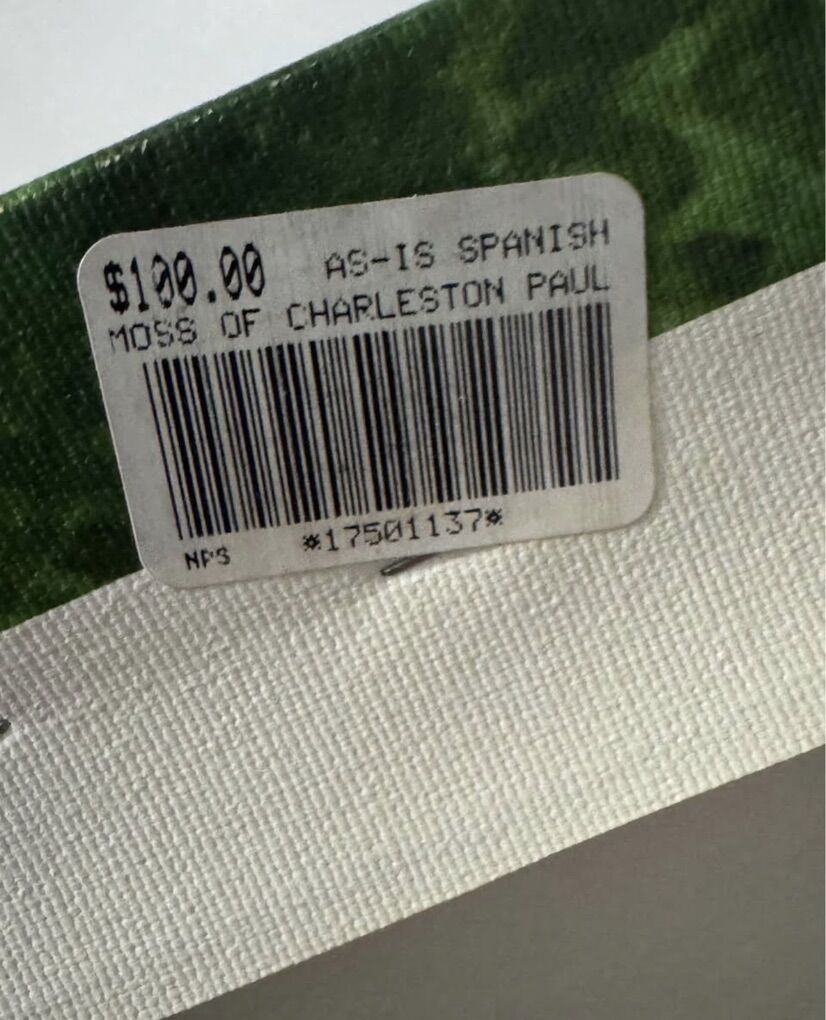 $100.00 AS-IS SPANISH
MOSS OF CHARLESTON PAUL
NPS *17501137*